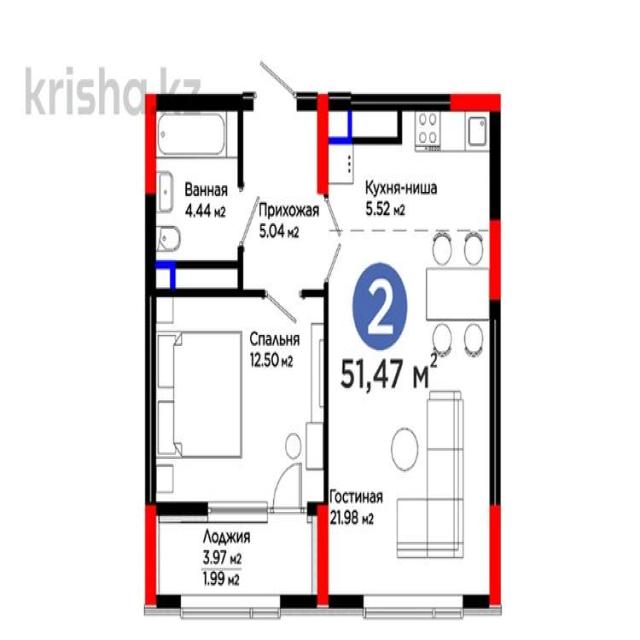 krisha.kz
Ванная
4.44 м2
Прихожая
5.04 м2
Кухня-ниша
5.52 м2
2
51,47 м2
Спальня
12.50 м2
Гостиная
21.98 м2
Лоджия
3.97 м2
1.99 м2